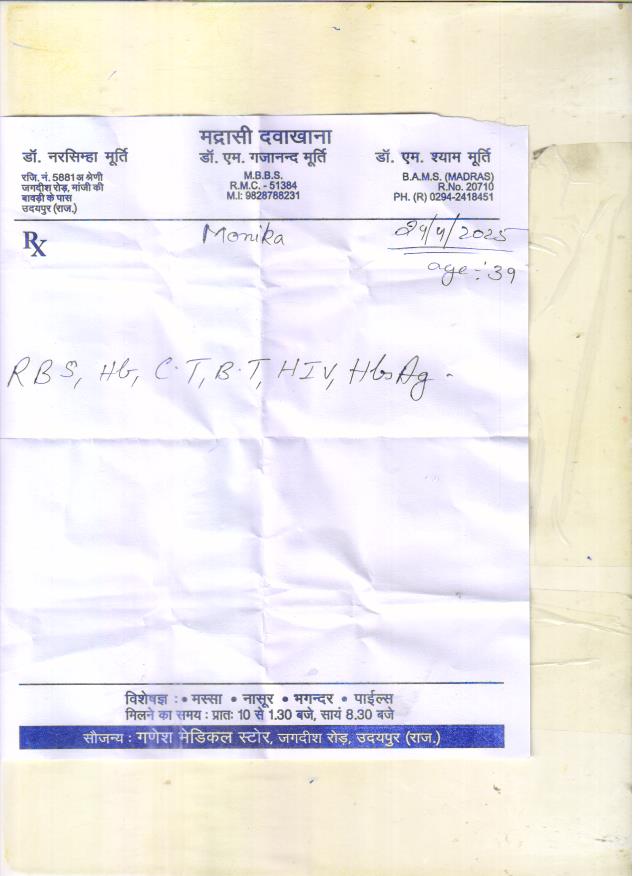 मद्रासी दवाखाना
डॉ. नरसिम्हा मूर्ति
रजि. नं. 5881 अ श्रेणी
जगदीश रोड़, मांजी की
बावड़ी के पास
उदयपुर (राज.)
डॉ. एम. गजानन्द मूर्ति
M.B.B.S.
R.M.C. - 51384
M.I: 9828788231
डॉ. एम. श्याम मूर्ति
B.A.M.S. (MADRAS)
R.No. 20710
PH. (R) 0294-2418451
Rx Monika 29/4/2025
age :- 39
RBS, Hb, C.T, B.T, HIV, HbsAg -
विशेषज्ञ : • मस्सा • नासूर • भगन्दर • पाईल्स
मिलने का समय : प्रातः 10 से 1.30 बजे, सायं 8.30 बजे
सौजन्य : गणेश मेडिकल स्टोर, जगदीश रोड़, उदयपुर (राज.)